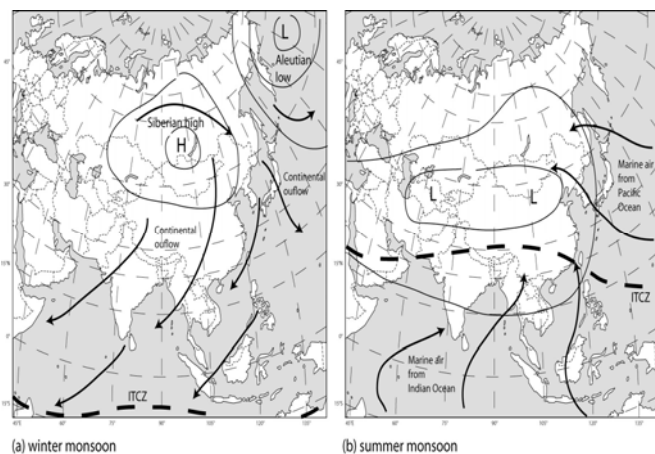 L
Aleutian
low
Siberian high
H
Continental
ouflow
Continental
ouflow
ITCZ
(a) winter monsoon
L
L
Marine air
from
Pacific
Ocean
ITCZ
Marine air
from
Indian Ocean
(b) summer monsoon